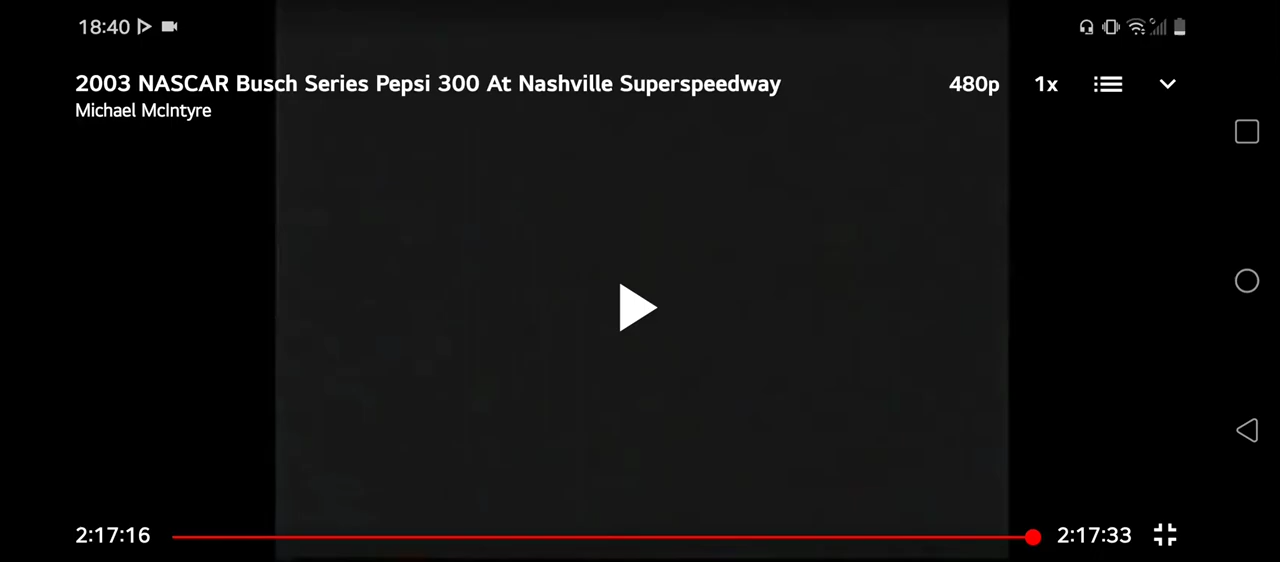 18:40
2003 NASCAR Busch Series Pepsi 300 At Nashville Superspeedway
480p
1x
Michael McIntyre
2:17:16
2:17:33